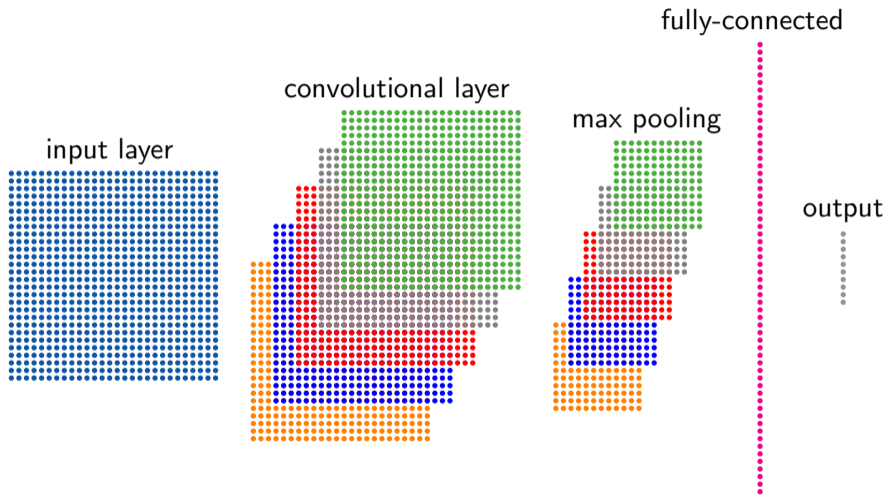 fully-connected
convolutional layer
max pooling
input layer
output